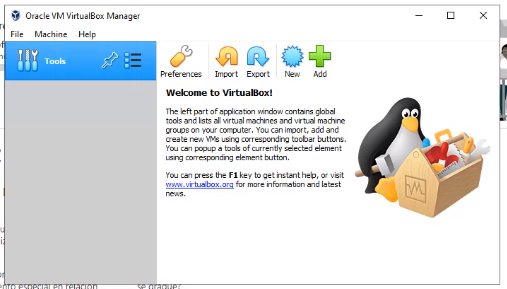 Oracle VM VirtualBox Manager
File Machine Help
Tools
Preferences Import Export New Add
Welcome to VirtualBox!
The left part of application window contains global
tools and lists all virtual machines and virtual machine
groups on your computer. You can import, add and
create new VMs using corresponding toolbar buttons.
You can popup a tools of currently selected element
using corresponding element button.
You can press the F1 key to get instant help, or visit
www.virtualbox.org for more information and latest
news.
ento especial en relación
se draque?